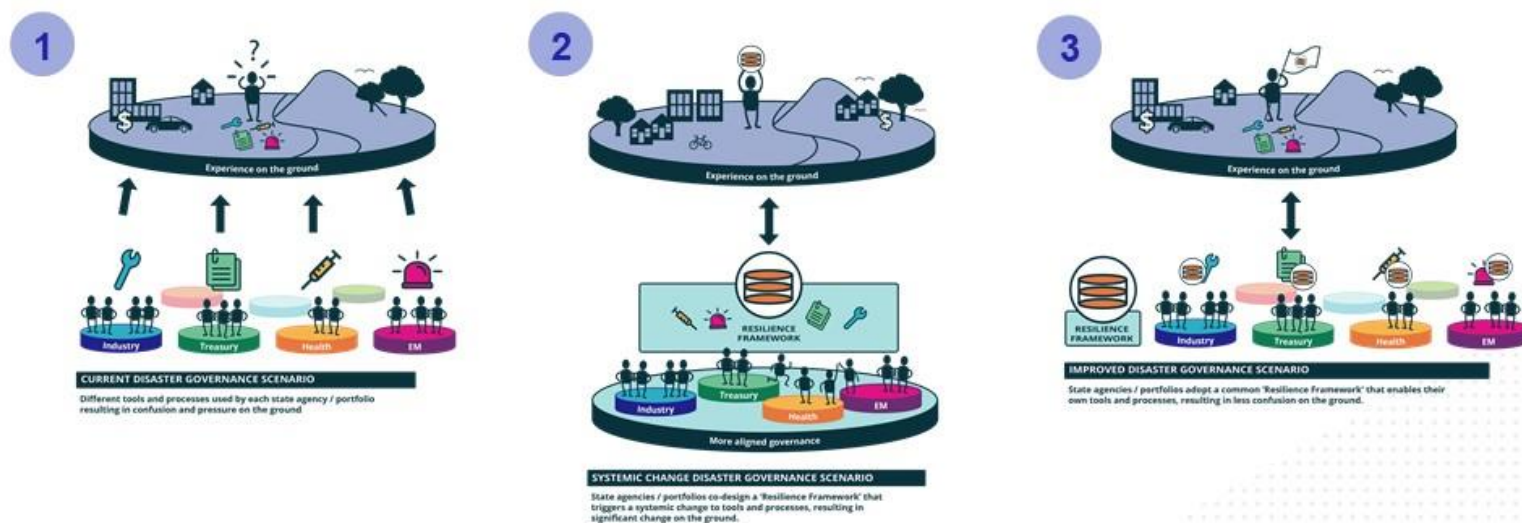 1
?
$
Experience on the ground
Industry
Treasury
Health
EM
CURRENT DISASTER GOVERNANCE SCENARIO
Different tools and processes used by each state agency / portfolio
resulting in confusion and pressure on the ground
2
$
Experience on the ground
RESILIENCE
FRAMEWORK
Industry
Treasury
Health
EM
More aligned governance
SYSTEMIC CHANGE DISASTER GOVERNANCE SCENARIO
State agencies / portfolios co-design a 'Resilience Framework' that
triggers a systemic change to tools and processes, resulting in
significant change on the ground.
3
$
Experience on the ground
RESILIENCE
FRAMEWORK
Industry
Treasury
Health
EM
IMPROVED DISASTER GOVERNANCE SCENARIO
State agencies / portfolios adopt a common 'Resilience Framework' that enables their
own tools and processes, resulting in less confusion on the ground.